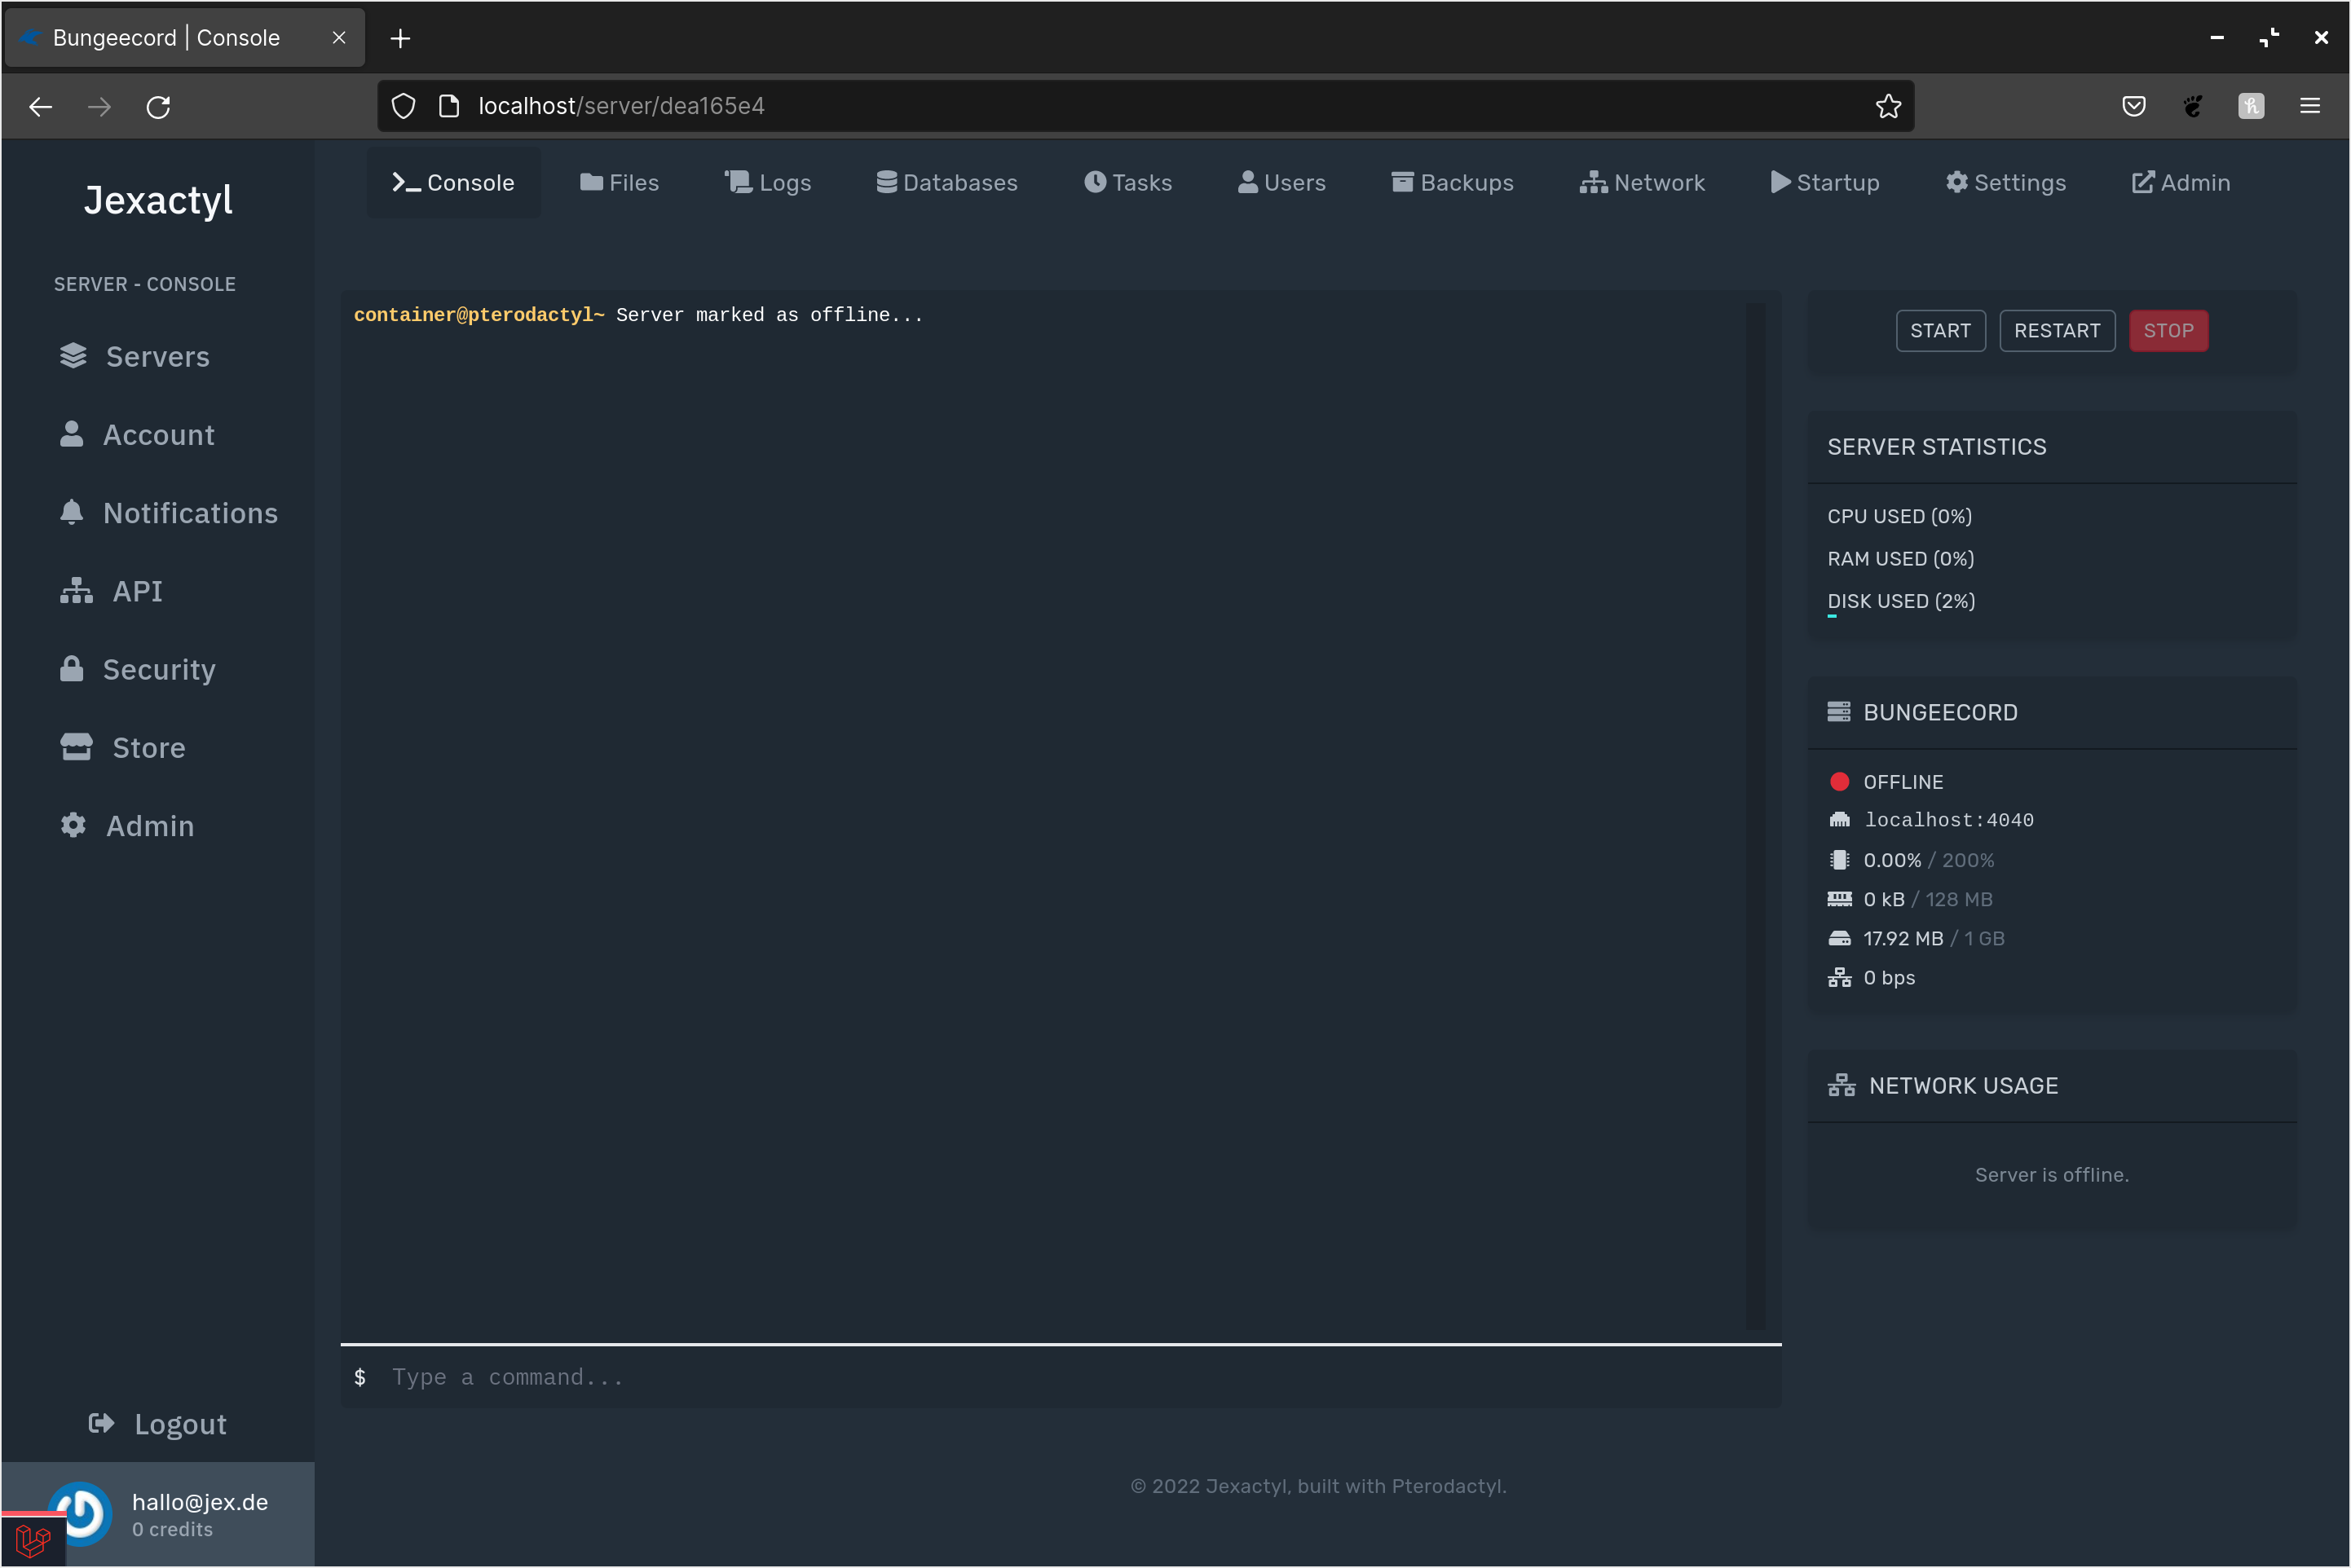 Bungeecord | Console
localhost/server/dea165e4
Jexactyl
SERVER - CONSOLE
Servers
Account
Notifications
API
Security
Store
Admin
Logout
hallo@jex.de
0 credits
Console Files Logs Databases Tasks Users Backups Network Startup Settings Admin
container@pterodactyl~ Server marked as offline...
$ Type a command...
START RESTART STOP
SERVER STATISTICS
CPU USED (0%)
RAM USED (0%)
DISK USED (2%)
BUNGEECORD
OFFLINE
localhost:4040
0.00% / 200%
0 kB / 128 MB
17.92 MB / 1 GB
0 bps
NETWORK USAGE
Server is offline.
© 2022 Jexactyl, built with Pterodactyl.